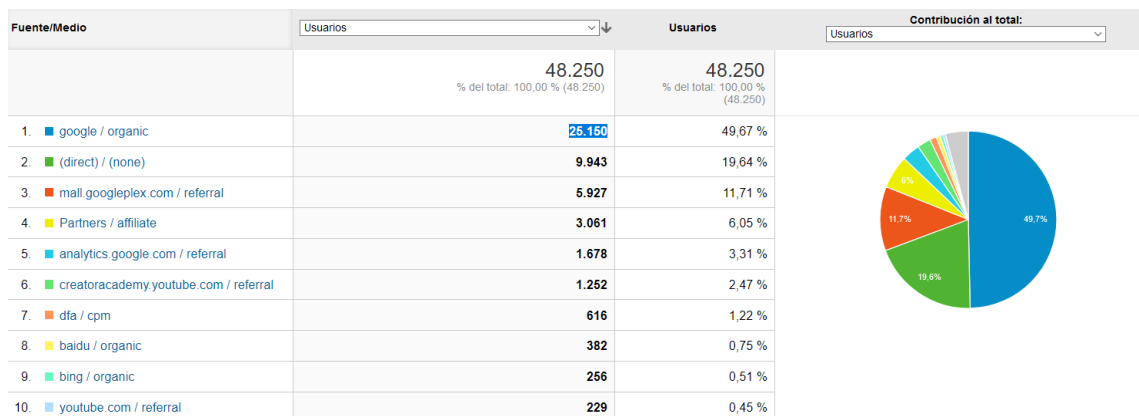 Contribución al total:
Fuente/Medio Usuarios Usuarios Usuarios
48.250 48.250
% del total: 100,00 % (48.250) % del total: 100,00 %
(48.250)
1. google / organic 25.150 49,67 %
2. (direct) / (none) 9.943 19,64 %
3. mall.googleplex.com / referral 5.927 11,71 %
4. Partners / affiliate 3.061 6,05 %
5. analytics.google.com / referral 1.678 3,31 %
6. creatoracademy.youtube.com / referral 1.252 2,47 %
7. dfa / cpm 616 1,22 %
8. baidu / organic 382 0,75 %
9. bing / organic 256 0,51 %
10. youtube.com / referral 229 0,45 %
6%
11,7%
49,7%
19,6%